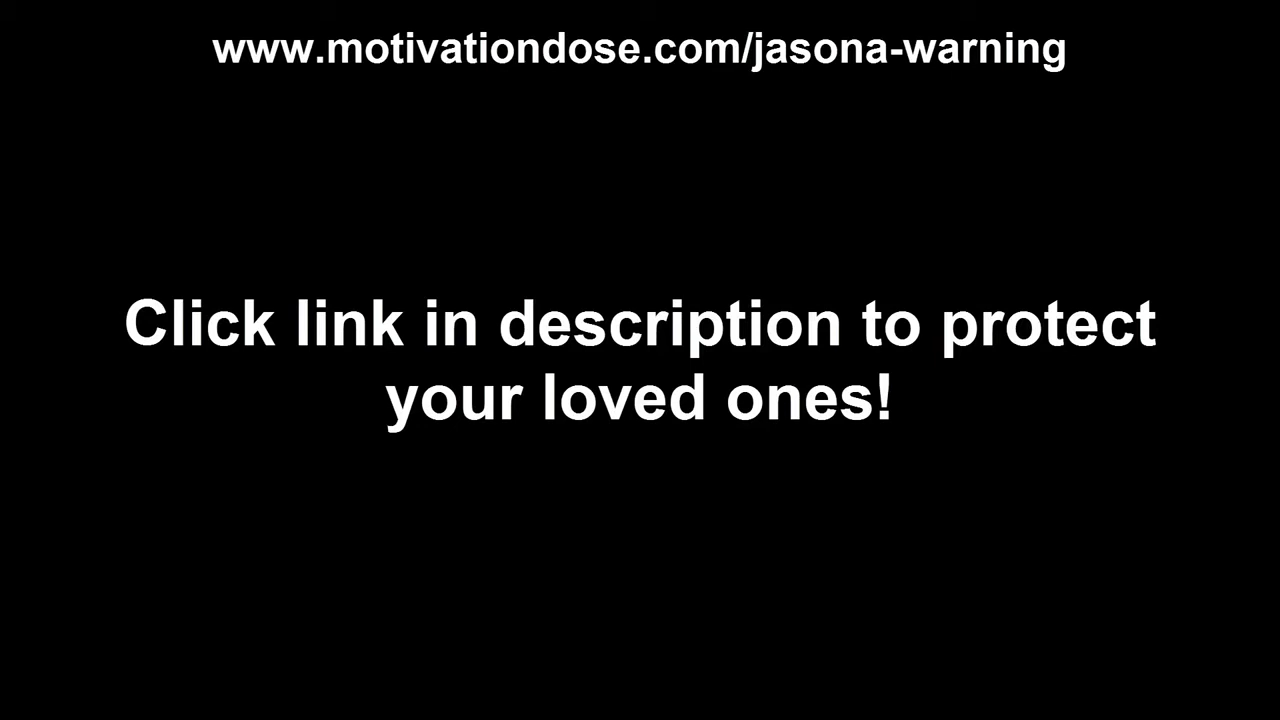 www.motivationdose.com/jasona-warning
Click link in description to protect
your loved ones!